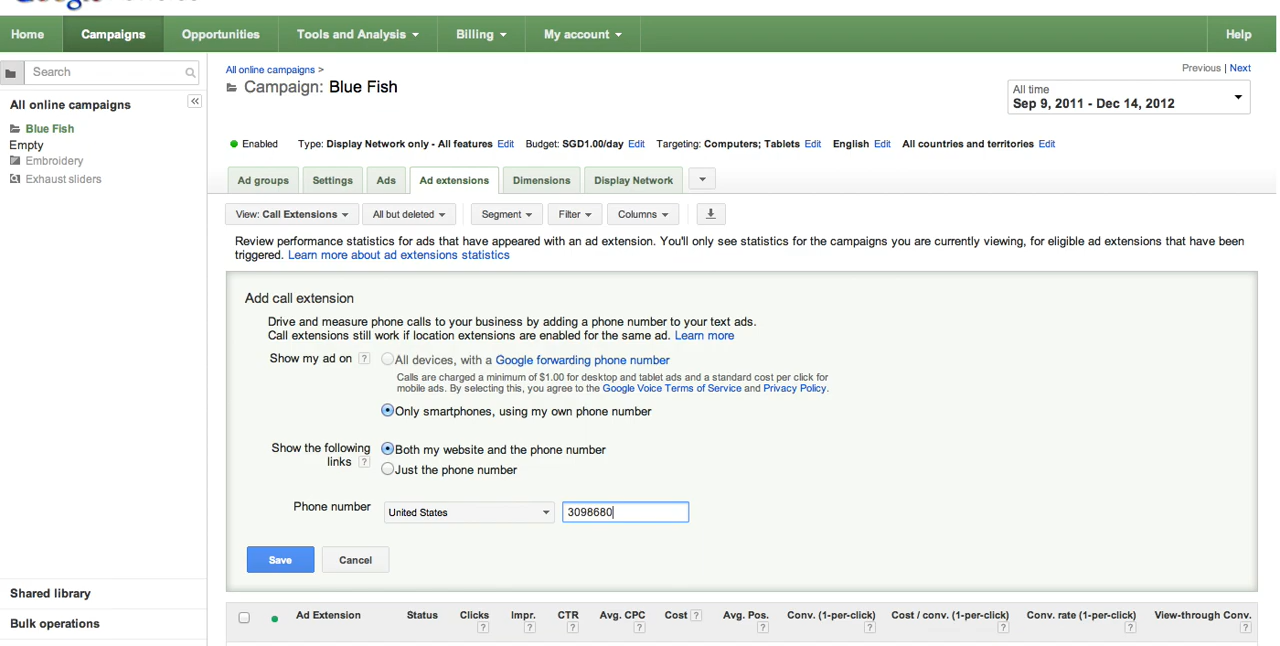 Home Campaigns Opportunities Tools and Analysis Billing My account Help
Search
All online campaigns
Blue Fish
Empty
Embroidery
Exhaust sliders
Shared library
Bulk operations
All online campaigns >
Campaign: Blue Fish
Previous | Next
All time
Sep 9, 2011 - Dec 14, 2012
Enabled Type: Display Network only - All features Edit Budget: SGD1.00/day Edit Targeting: Computers; Tablets Edit English Edit All countries and territories Edit
Ad groups Settings Ads Ad extensions Dimensions Display Network
View: Call Extensions All but deleted Segment Filter Columns
Review performance statistics for ads that have appeared with an ad extension. You'll only see statistics for the campaigns you are currently viewing, for eligible ad extensions that have been
triggered. Learn more about ad extensions statistics
Add call extension
Drive and measure phone calls to your business by adding a phone number to your text ads.
Call extensions still work if location extensions are enabled for the same ad. Learn more
Show my ad on ? All devices, with a Google forwarding phone number
Calls are charged a minimum of $1.00 for desktop and tablet ads and a standard cost per click for
mobile ads. By selecting this, you agree to the Google Voice Terms of Service and Privacy Policy.
Only smartphones, using my own phone number
Show the following
links ?
Both my website and the phone number
Just the phone number
Phone number United States 3098680
Save Cancel
Ad Extension Status Clicks ? Impr. ? CTR ? Avg. CPC ? Cost ? Avg. Pos. ? Conv. (1-per-click) ? Cost / conv. (1-per-click) ? Conv. rate (1-per-click) ? View-through Conv. ?